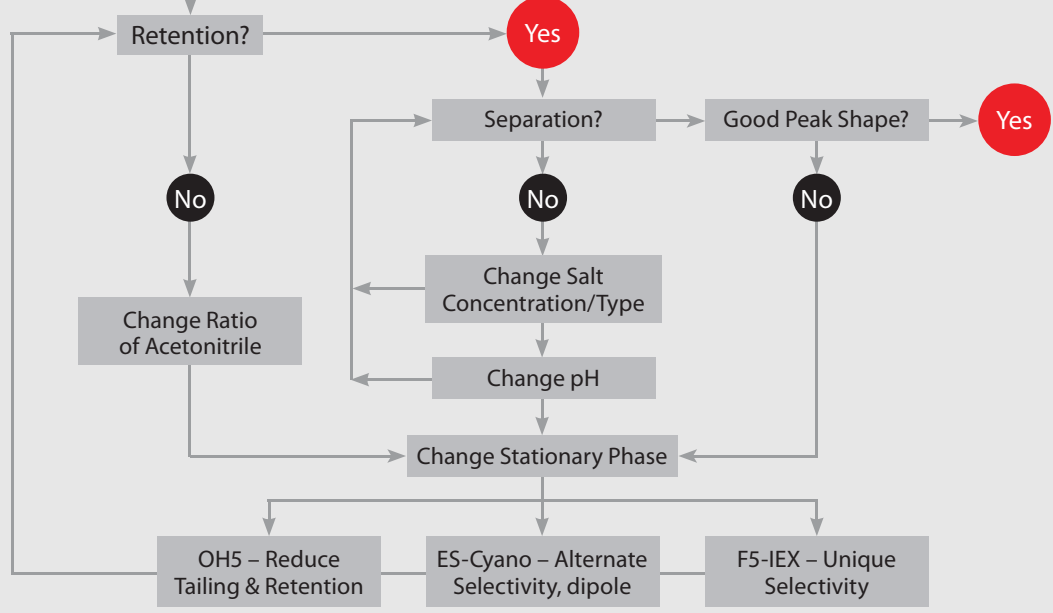 Retention?
Yes
Separation?
Good Peak Shape?
Yes
No
No
No
Change Salt
Concentration/Type
Change Ratio
of Acetonitrile
Change pH
Change Stationary Phase
OH5 – Reduce
Tailing & Retention
ES-Cyano – Alternate
Selectivity, dipole
F5-IEX – Unique
Selectivity